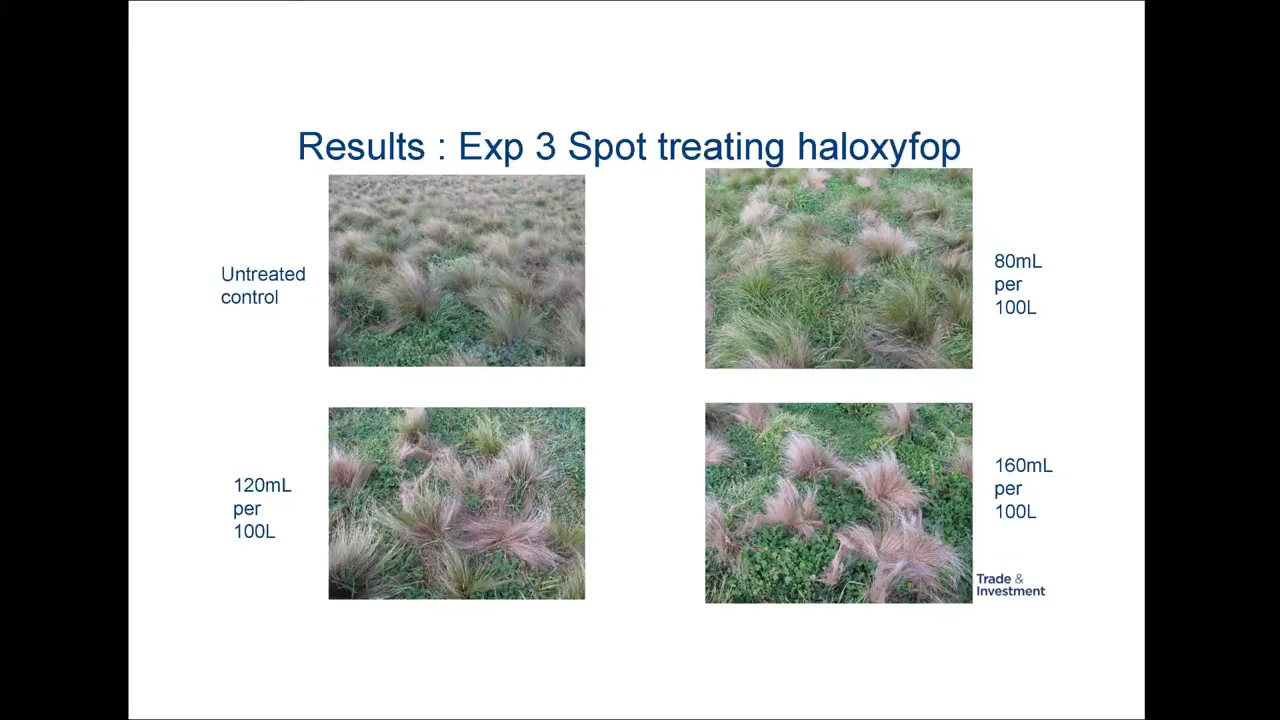 Results : Exp 3 Spot treating haloxyfop
Untreated
control
80mL
per
100L
120mL
per
100L
160mL
per
100L
Trade &
Investment